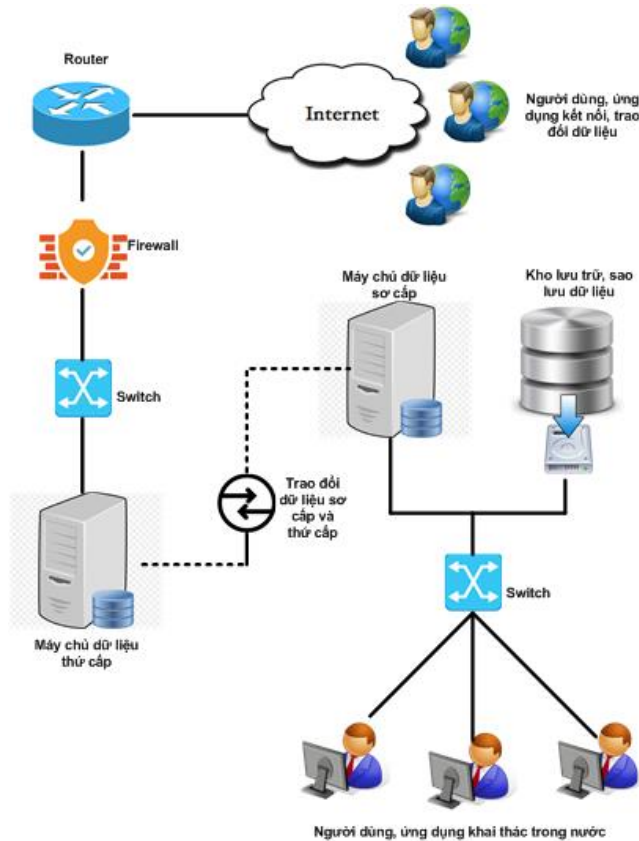 Router
Internet
Người dùng, ứng
dụng kết nối, trao
đổi dữ liệu
Firewall
Máy chủ dữ liệu
sơ cấp
Kho lưu trữ, sao
lưu dữ liệu
Switch
Trao đổi
dữ liệu sơ
cấp và
thứ cấp
Switch
Máy chủ dữ liệu
thứ cấp
Người dùng, ứng dụng khai thác trong nước